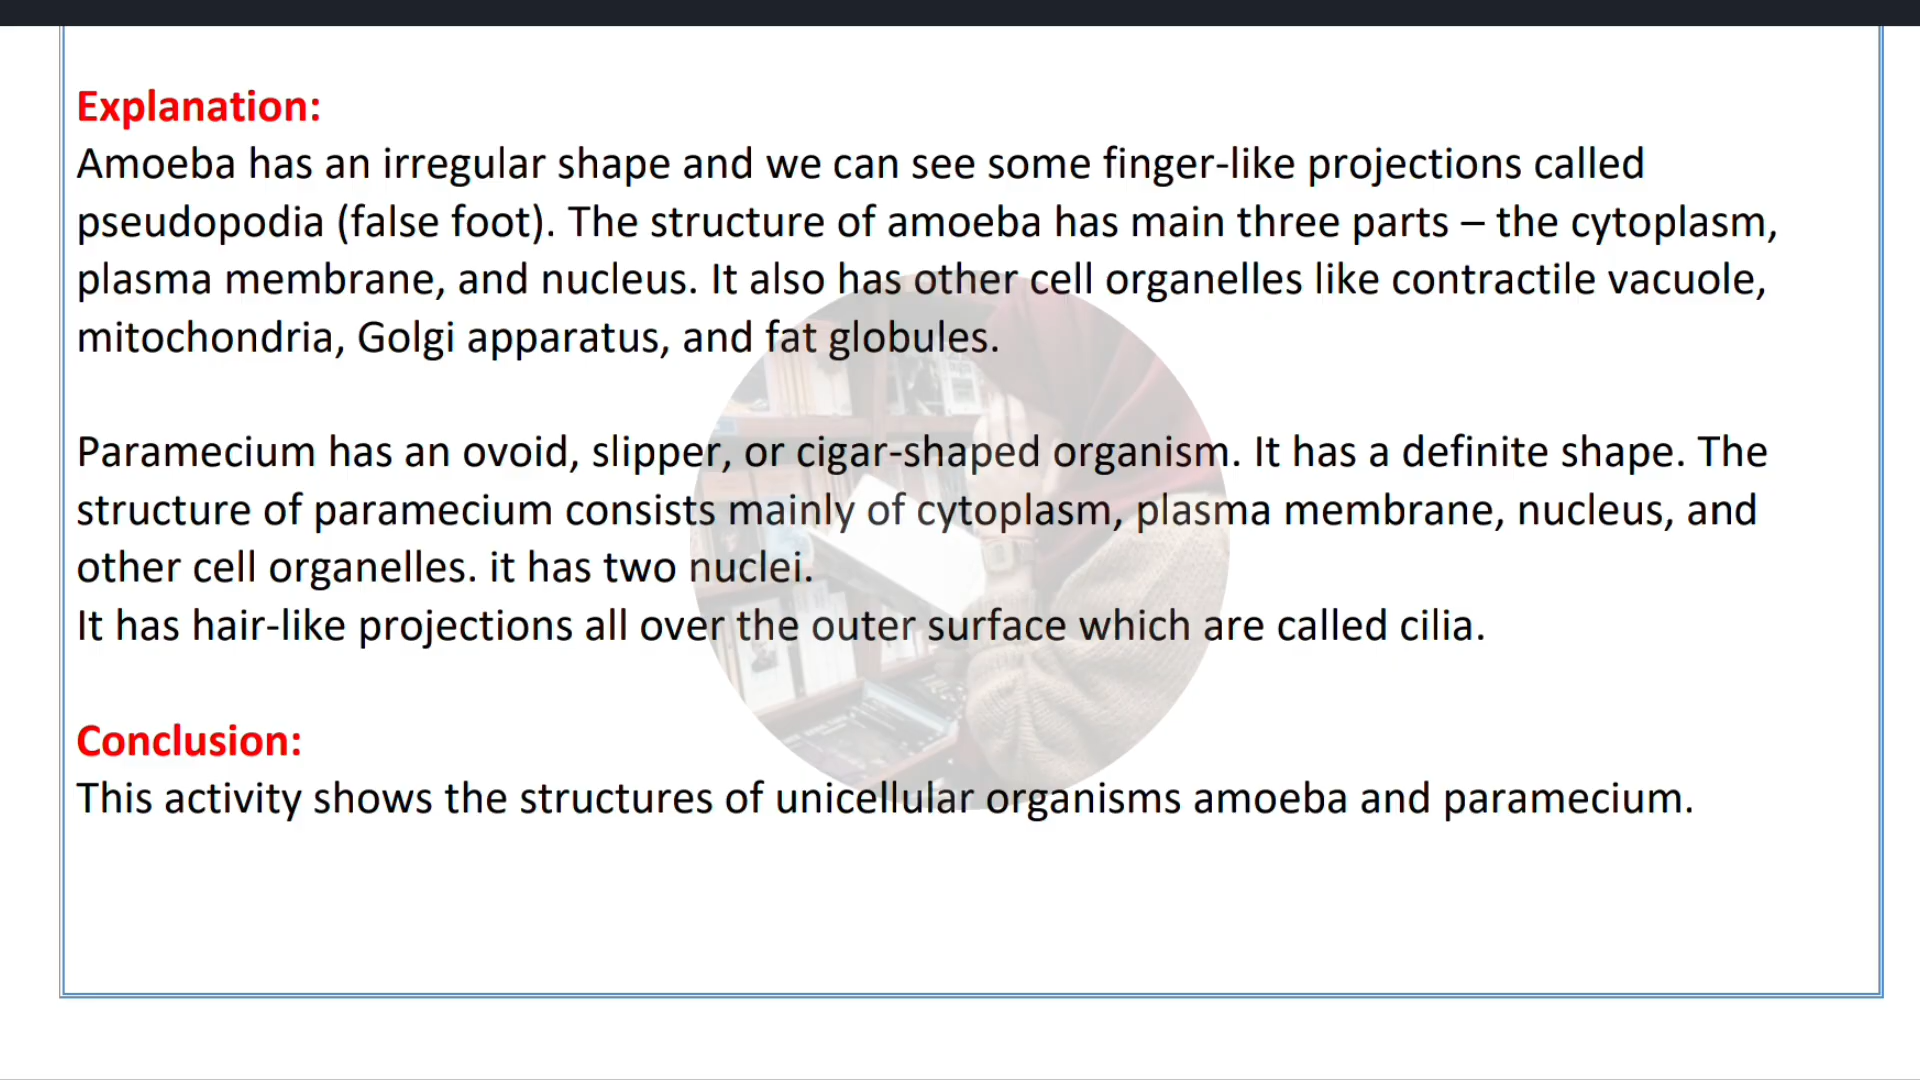 Explanation:
Amoeba has an irregular shape and we can see some finger-like projections called
pseudopodia (false foot). The structure of amoeba has main three parts – the cytoplasm,
plasma membrane, and nucleus. It also has other cell organelles like contractile vacuole,
mitochondria, Golgi apparatus, and fat globules.
Paramecium has an ovoid, slipper, or cigar-shaped organism. It has a definite shape. The
structure of paramecium consists mainly of cytoplasm, plasma membrane, nucleus, and
other cell organelles. it has two nuclei.
It has hair-like projections all over the outer surface which are called cilia.
Conclusion:
This activity shows the structures of unicellular organisms amoeba and paramecium.